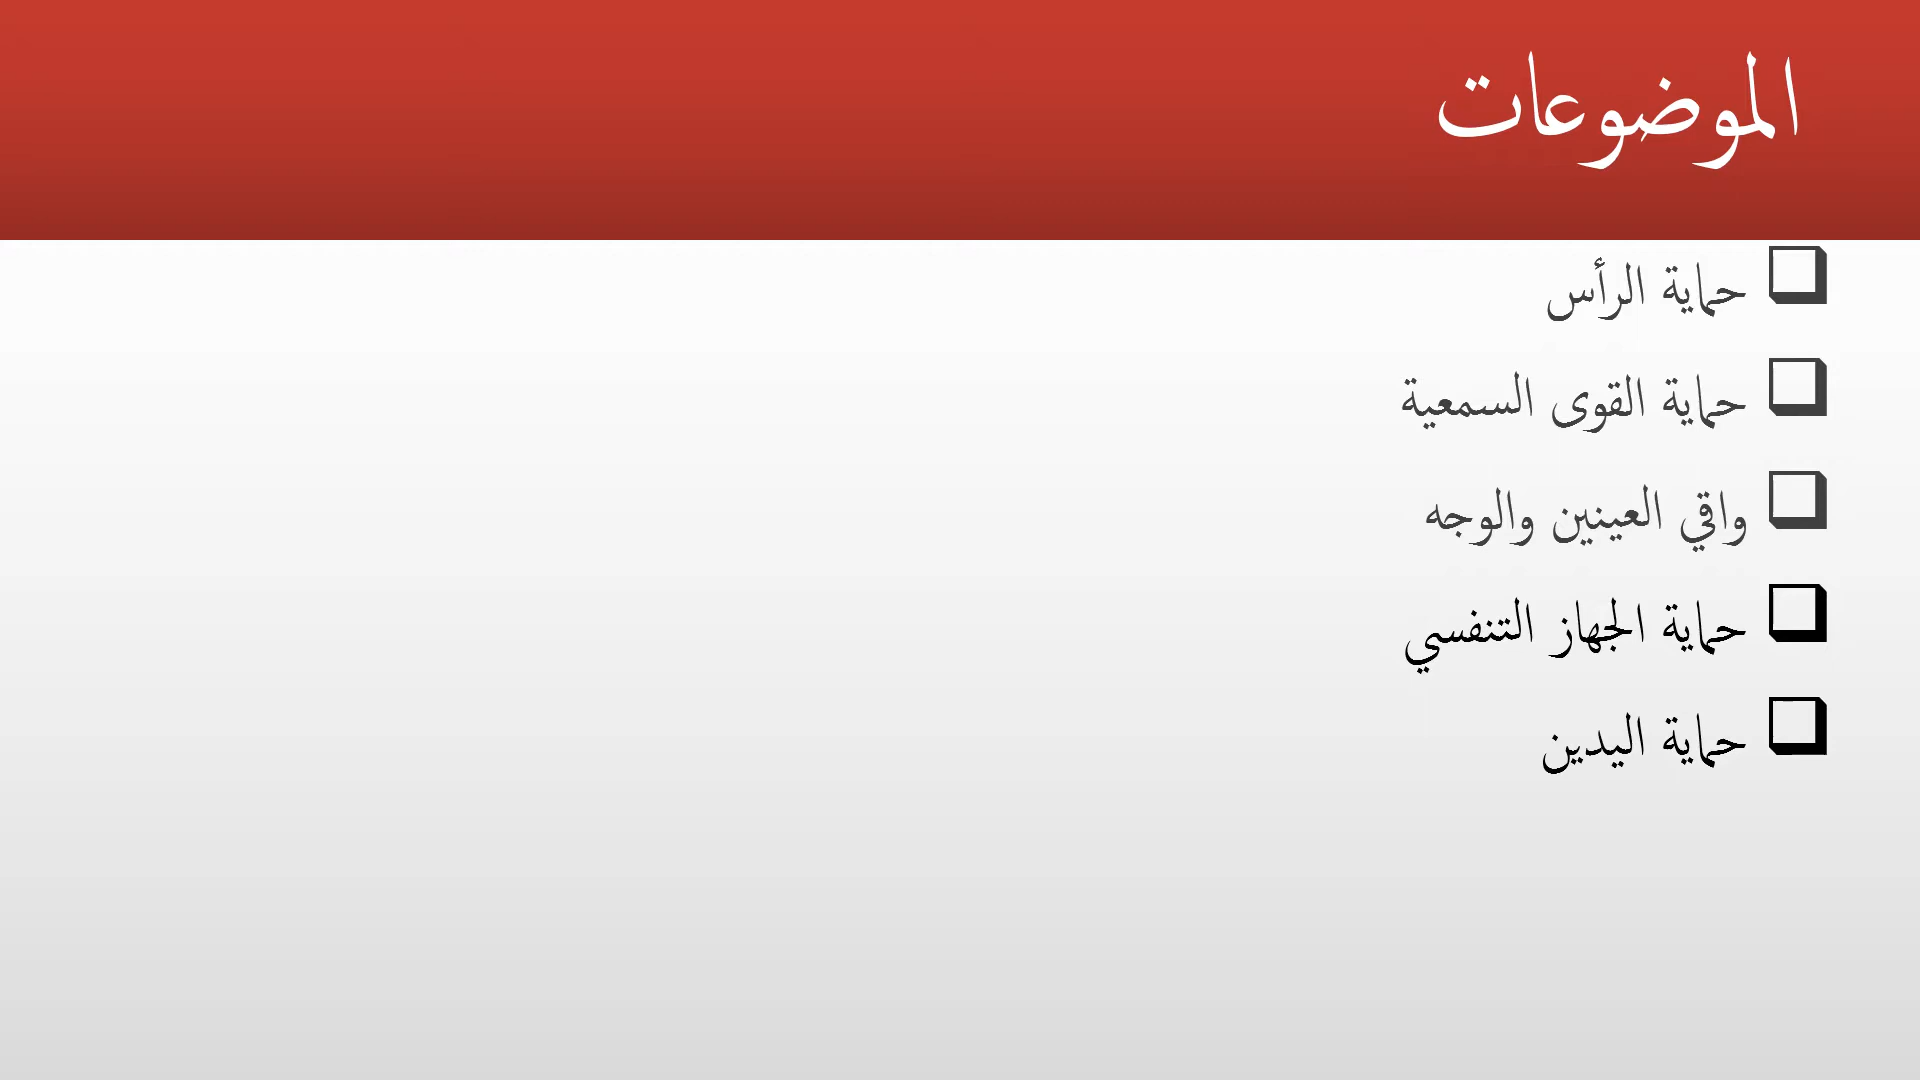 الموضوعات
حماية الرأس
حماية القوى السمعية
واقي العينين والوجه
حماية الجهاز التنفسي
حماية اليدين